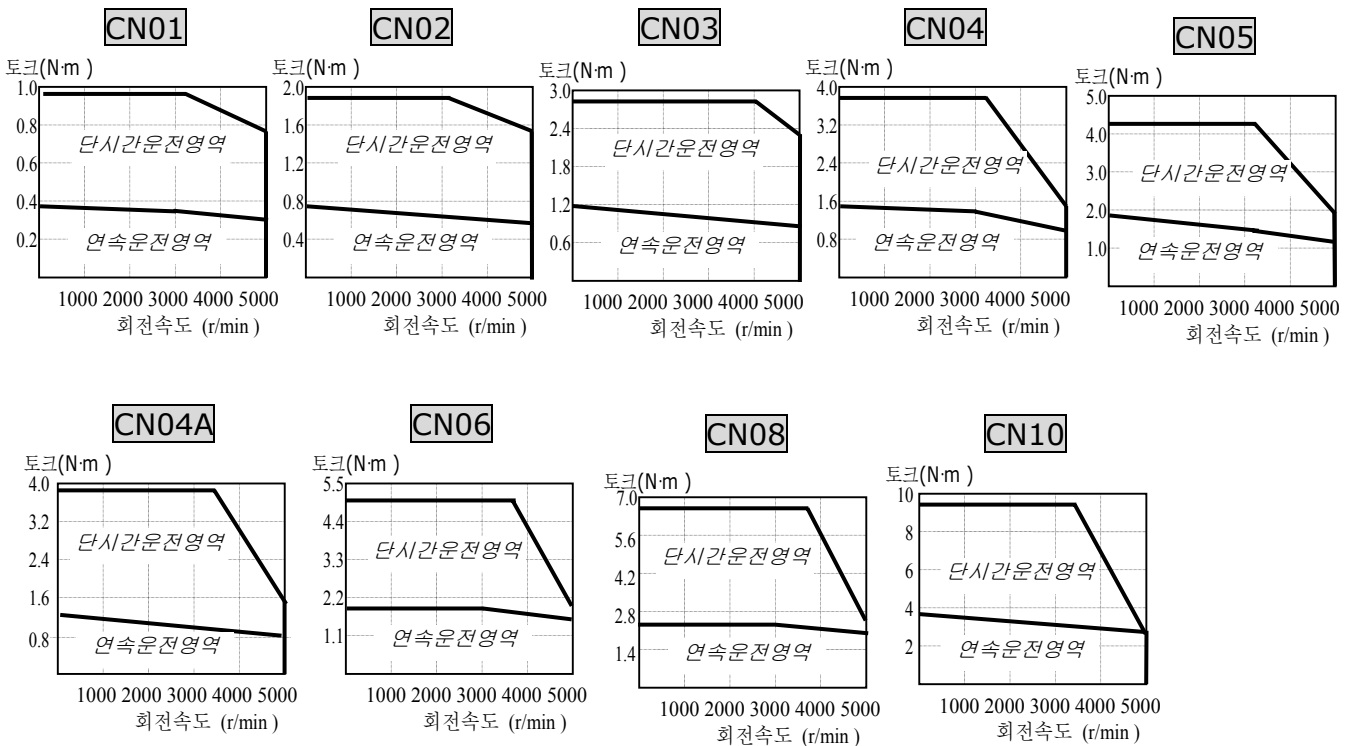 CN01
토크(N·m )
1.0
0.8
0.6
0.4
0.2
단시간운전영역
연속운전영역
1000 2000 3000 4000 5000
회전속도 (r/min )
CN02
토크(N·m )
2.0
1.6
1.2
0.8
0.4
단시간운전영역
연속운전영역
1000 2000 3000 4000 5000
회전속도 (r/min )
CN03
토크(N·m )
3.0
2.4
1.8
1.2
0.6
단시간운전영역
연속운전영역
1000 2000 3000 4000 5000
회전속도 (r/min )
CN04
토크(N·m )
4.0
3.2
2.4
1.6
0.8
단시간운전영역
연속운전영역
1000 2000 3000 4000 5000
회전속도 (r/min )
CN05
토크(N·m )
5.0
4.0
3.0
2.0
1.0
단시간운전영역
연속운전영역
1000 2000 3000 4000 5000
회전속도 (r/min )
CN04A
토크(N·m )
4.0
3.2
2.4
1.6
0.8
단시간운전영역
연속운전영역
1000 2000 3000 4000 5000
회전속도 (r/min )
CN06
토크(N·m )
5.5
4.4
3.3
2.2
1.1
단시간운전영역
연속운전영역
1000 2000 3000 4000 5000
회전속도 (r/min )
CN08
토크(N·m )
7.0
5.6
4.2
2.8
1.4
단시간운전영역
연속운전영역
1000 2000 3000 4000 5000
회전속도 (r/min )
CN10
토크(N·m )
10
8
6
4
2
단시간운전영역
연속운전영역
1000 2000 3000 4000 5000
회전속도 (r/min )